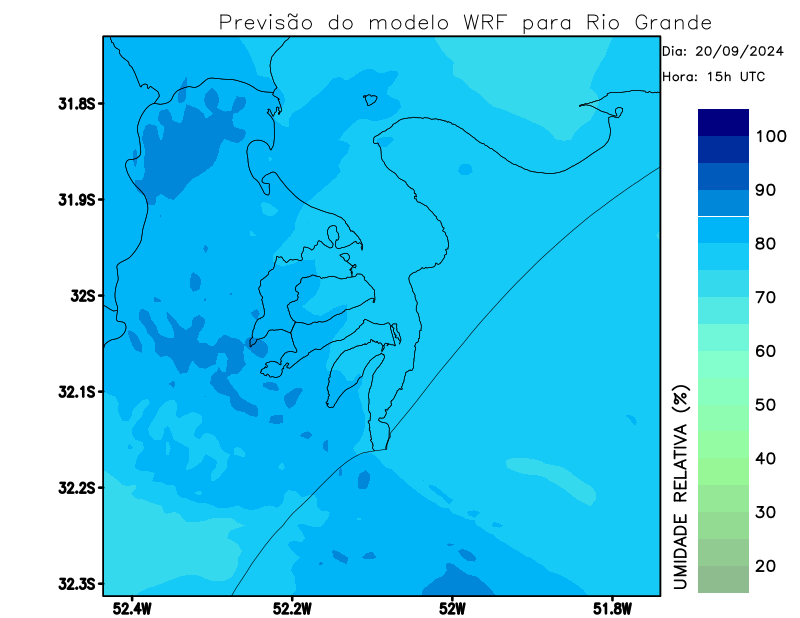 Previsão do modelo WRF para Rio Grande
Dia: 20/09/2024
Hora: 15h UTC
31.8S
31.9S
32S
32.1S
32.2S
32.3S
52.4W
52.2W
52W
51.8W
100
90
80
70
60
50
40
30
20
UMIDADE RELATIVA (%)